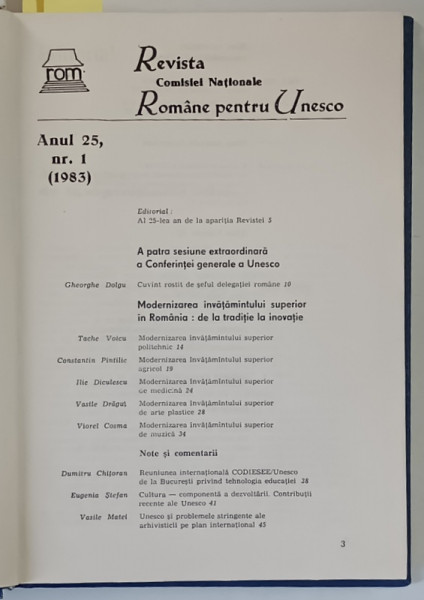 rom
Revista
Comisiei Naționale
Române pentru Unesco
Anul 25,
nr. 1
(1983)
Editorial :
Al 25-lea an de la apariția Revistei 5
A patra sesiune extraordinară
a Conferinței generale a Unesco
Gheorghe Dolgu Cuvînt rostit de șeful delegației române 10
Modernizarea învățămîntului superior
în România : de la tradiție la inovație
Tache Voicu Modernizarea învățămîntului superior
politehnic 14
Constantin Pintilie Modernizarea învățămîntului superior
agricol 19
Ilie Diculescu Modernizarea învățămîntului superior
de medicină 24
Vasile Drăguț Modernizarea învățămîntului superior
de arte plastice 28
Viorel Cosma Modernizarea învățămîntului superior
de muzică 34
Note și comentarii
Dumitru Chițoran Reuniunea internațională CODIESEE/Unesco
de la București privind tehnologia educației 38
Eugenia Ștefan Cultura — componentă a dezvoltării. Contribuții
recente ale Unesco 41
Vasile Matei Unesco și problemele stringente ale
arhivisticii pe plan internațional 45
3